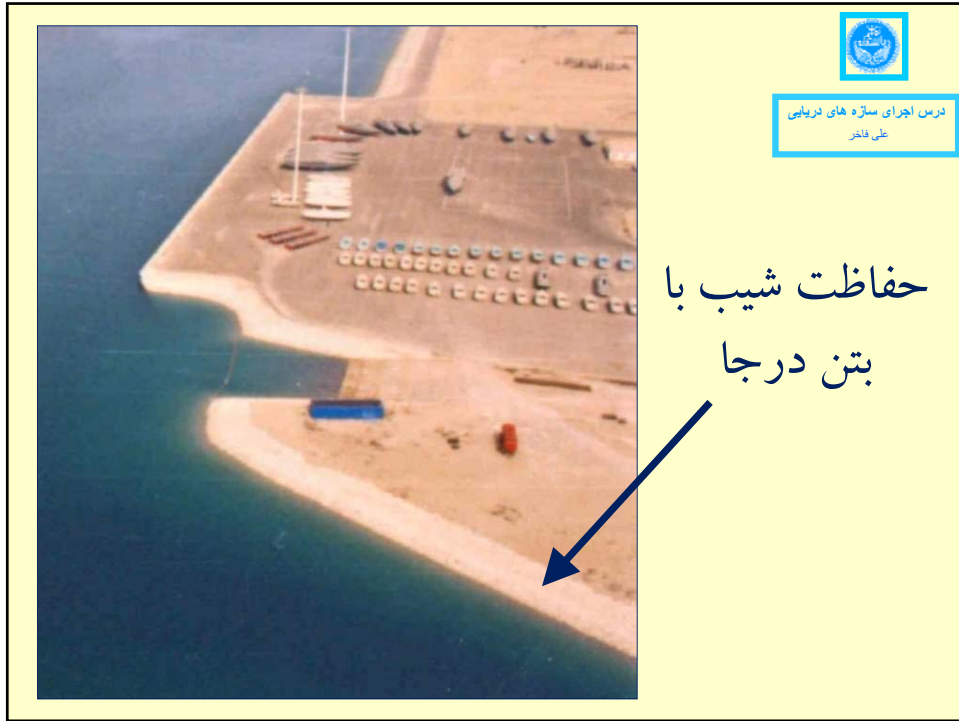 درس اجرای سازه های دریایی
علی فاخر
حفاظت شیب با
بتن درجا